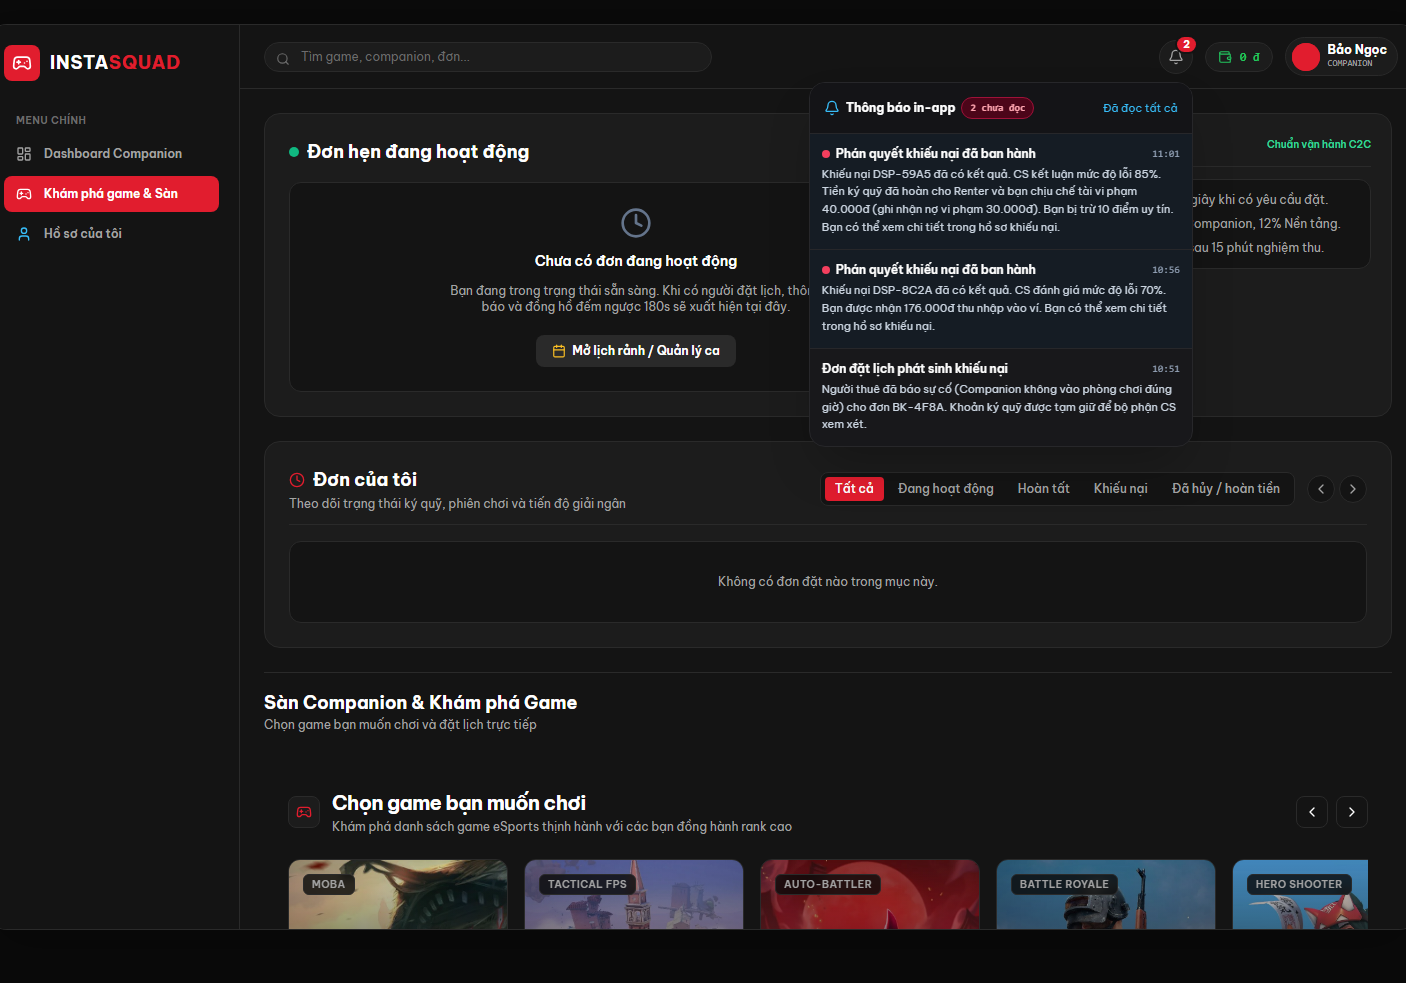 INSTASQUAD
Tìm game, companion, đơn...
2
0 đ
Bảo Ngọc
COMPANION
MENU CHÍNH
Dashboard Companion
Khám phá game & Sàn
Hồ sơ của tôi
Thông báo in-app
2 chưa đọc
Đã đọc tất cả
Phán quyết khiếu nại đã ban hành
11:01
Khiếu nại DSP-59A5 đã có kết quả. CS kết luận mức độ lỗi 85%.
Tiền ký quỹ đã hoàn cho Renter và bạn chịu chế tài vi phạm
40.000đ (ghi nhận nợ vi phạm 30.000đ). Bạn bị trừ 10 điểm uy tín.
Bạn có thể xem chi tiết trong hồ sơ khiếu nại.
Phán quyết khiếu nại đã ban hành
10:56
Khiếu nại DSP-8C2A đã có kết quả. CS đánh giá mức độ lỗi 70%.
Bạn được nhận 176.000đ thu nhập vào ví. Bạn có thể xem chi tiết
trong hồ sơ khiếu nại.
Đơn đặt lịch phát sinh khiếu nại
10:51
Người thuê đã báo sự cố (Companion không vào phòng chơi đúng
giờ) cho đơn BK-4F8A. Khoản ký quỹ được tạm giữ để bộ phận CS
xem xét.
Đơn hẹn đang hoạt động
Chuẩn vận hành C2C
Chưa có đơn đang hoạt động
Bạn đang trong trạng thái sẵn sàng. Khi có người đặt lịch,
báo và đồng hồ đếm ngược 180s sẽ xuất hiện tại đây.
Mở lịch rảnh / Quản lý ca
khi có yêu cầu đặt.
12% Nền tảng.
15 phút nghiệm thu.
Đơn của tôi
Theo dõi trạng thái ký quỹ, phiên chơi và tiến độ giải ngân
Tất cả
Đang hoạt động
Hoàn tất
Khiếu nại
Đã hủy / hoàn tiền
Không có đơn đặt nào trong mục này.
Sàn Companion & Khám phá Game
Chọn game bạn muốn chơi và đặt lịch trực tiếp
Chọn game bạn muốn chơi
Khám phá danh sách game eSports thịnh hành với các bạn đồng hành rank cao
MOBA
TACTICAL FPS
AUTO-BATTLER
BATTLE ROYALE
HERO SHOOTER